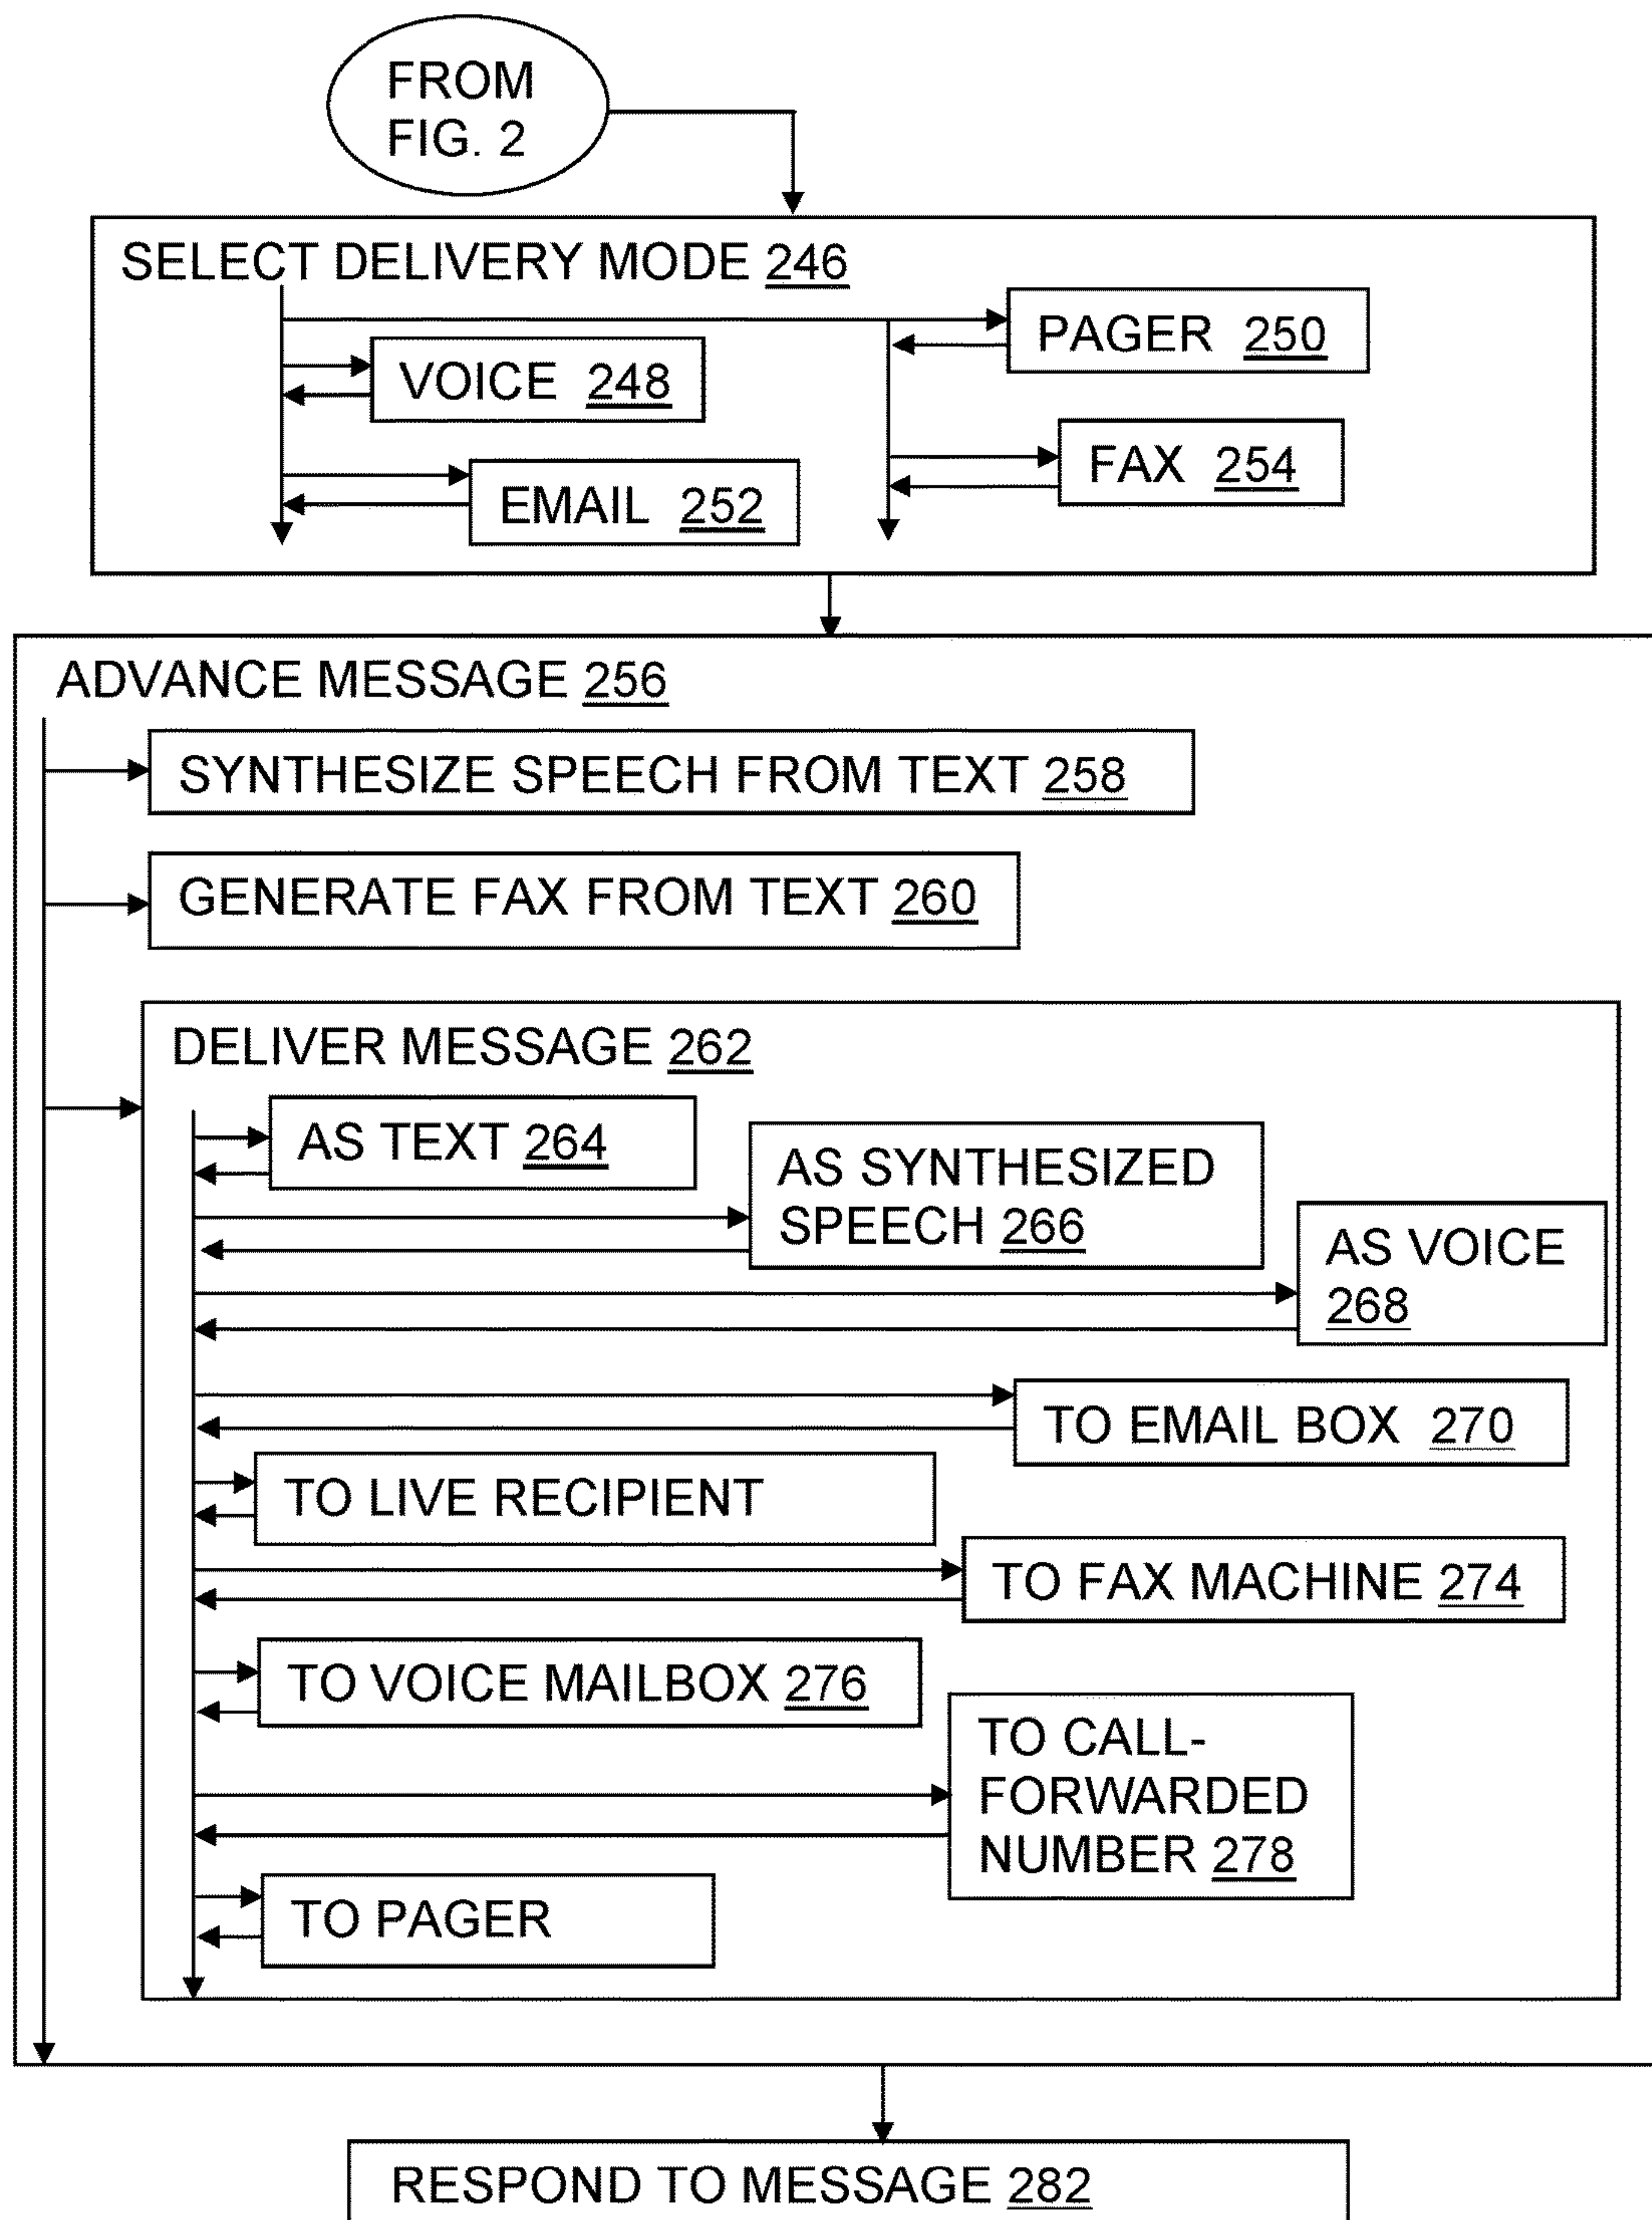 FROM
FIG. 2
SELECT DELIVERY MODE 246
PAGER 250
VOICE 248
FAX 254
EMAIL 252
ADVANCE MESSAGE 256
SYNTHESIZE SPEECH FROM TEXT 258
GENERATE FAX FROM TEXT 260
DELIVER MESSAGE 262
AS TEXT 264
AS SYNTHESIZED
SPEECH 266
AS VOICE
268
TO EMAIL BOX 270
TO LIVE RECIPIENT
TO FAX MACHINE 274
TO VOICE MAILBOX 276
TO CALL-
FORWARDED
NUMBER 278
TO PAGER
RESPOND TO MESSAGE 282